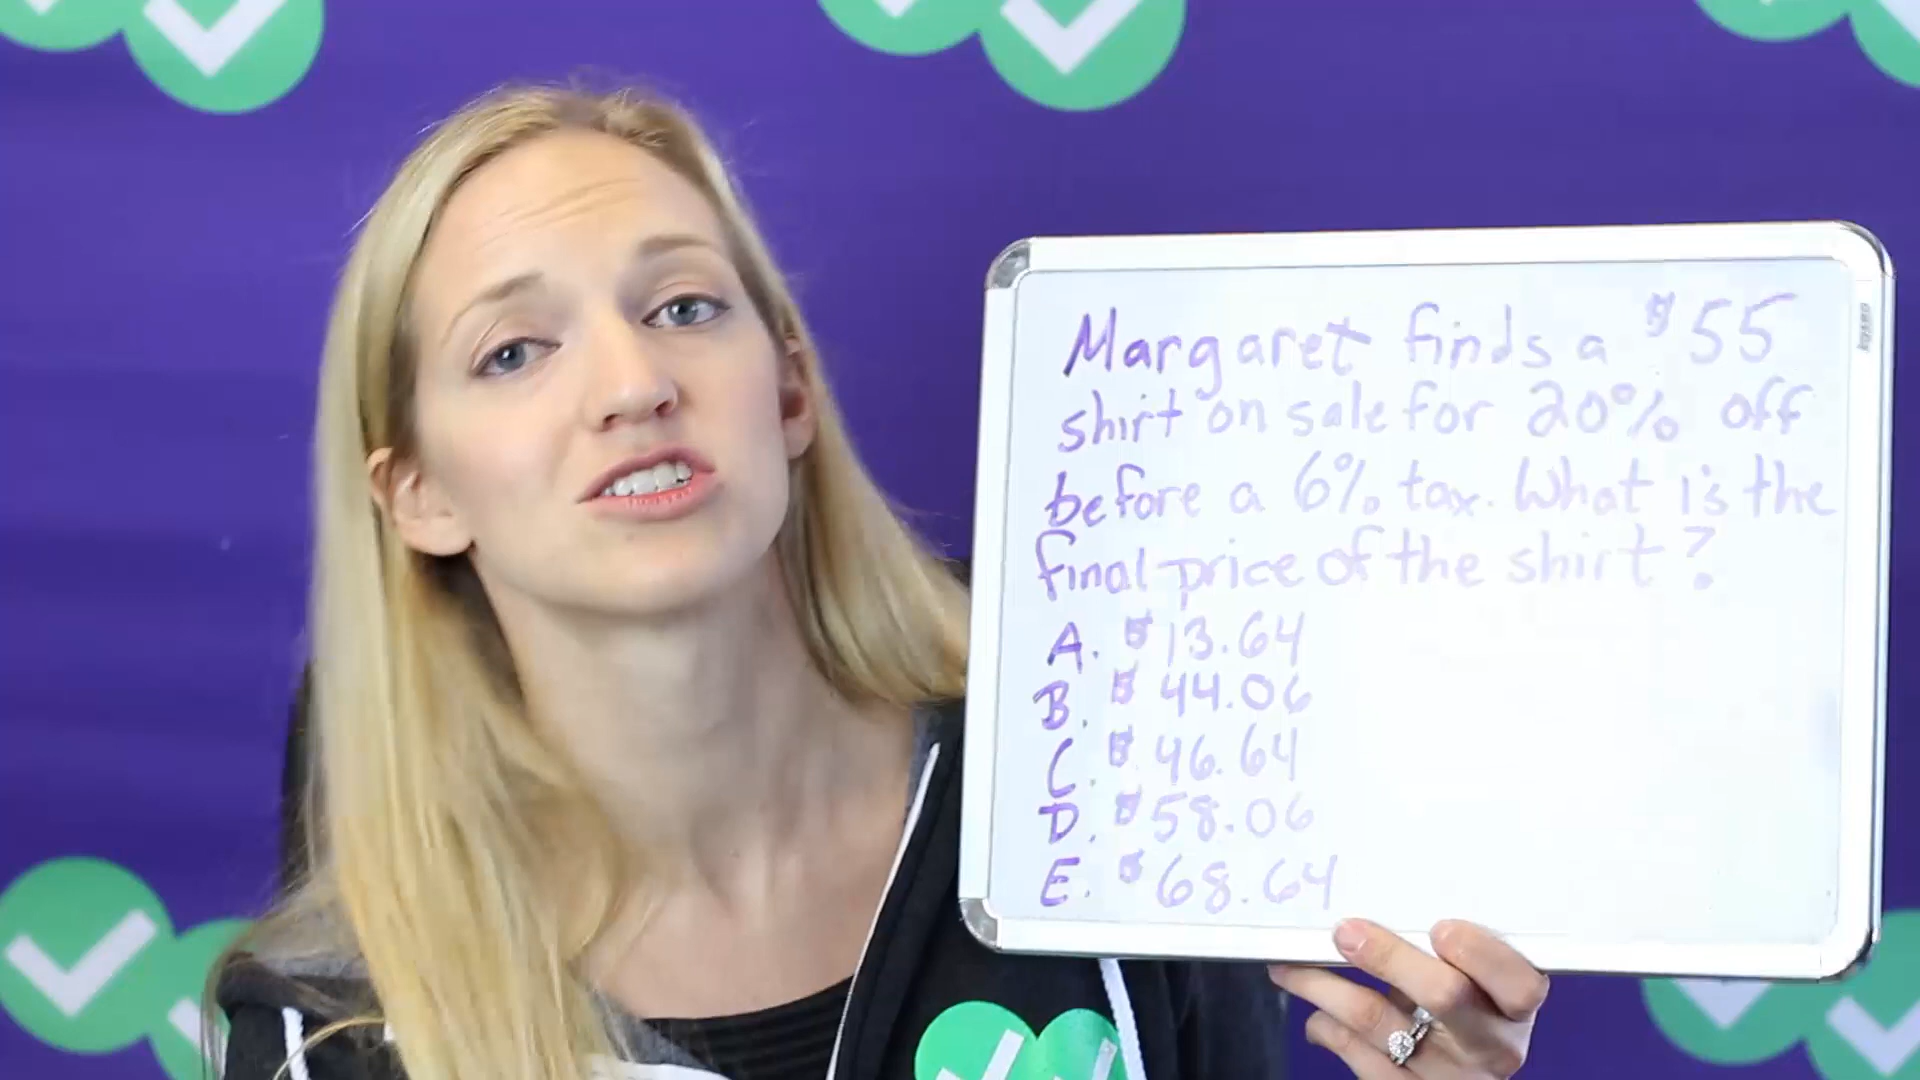 Margaret finds a $55
shirt on sale for 20% off
before a 6% tax. What is the
final price of the shirt?
A. $13.64
B. $44.06
C. $46.64
D. $58.06
E. $68.64